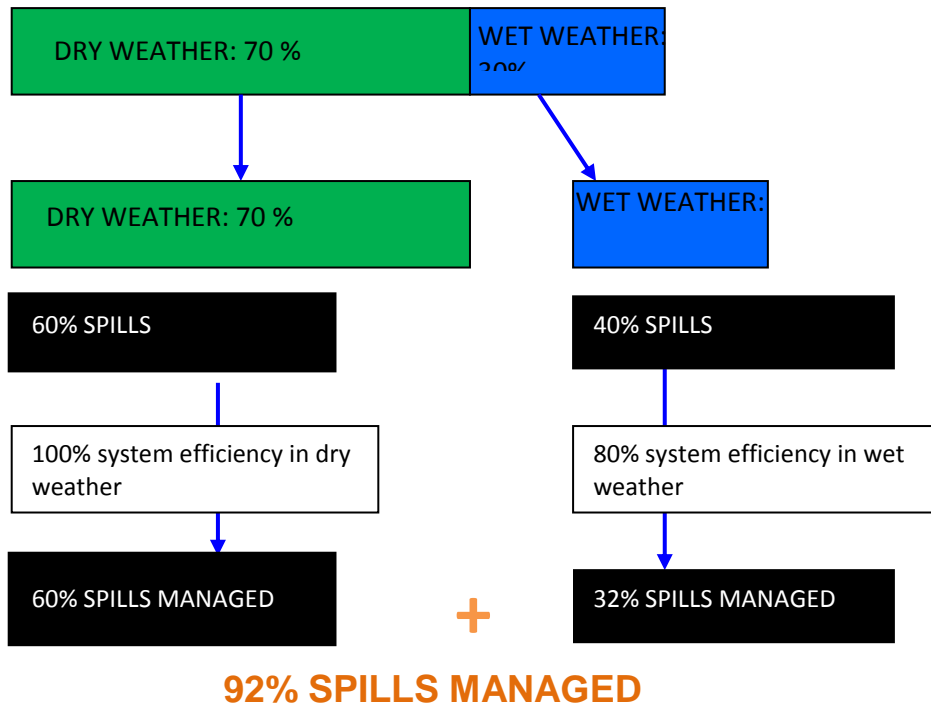 DRY WEATHER: 70 %
WET WEATHER:
DRY WEATHER: 70 %
WET WEATHER:
60% SPILLS
40% SPILLS
100% system efficiency in dry
weather
80% system efficiency in wet
weather
60% SPILLS MANAGED
+
32% SPILLS MANAGED
92% SPILLS MANAGED